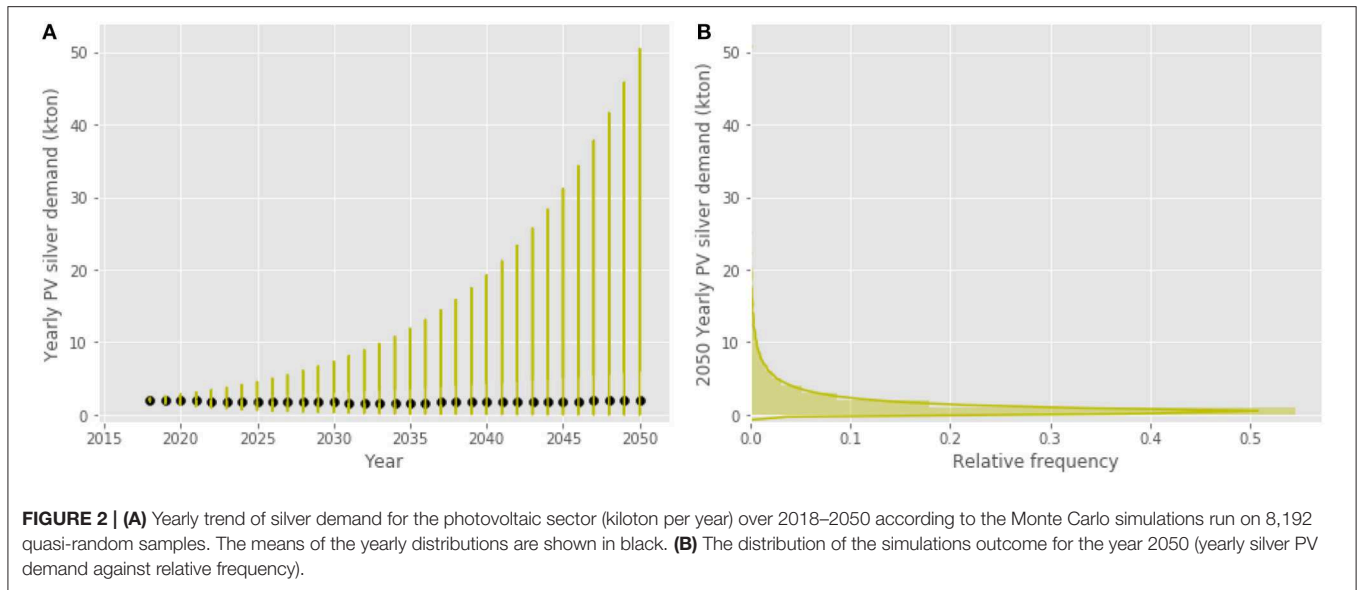 A
Yearly PV silver demand (kton)
50
40
30
20
10
0
2015 2020 2025 2030 2035 2040 2045 2050
Year
B
2050 Yearly PV silver demand (kton)
50
40
30
20
10
0
0.0 0.1 0.2 0.3 0.4 0.5
Relative frequency
FIGURE 2 | (A) Yearly trend of silver demand for the photovoltaic sector (kiloton per year) over 2018–2050 according to the Monte Carlo simulations run on 8,192
quasi-random samples. The means of the yearly distributions are shown in black. (B) The distribution of the simulations outcome for the year 2050 (yearly silver PV
demand against relative frequency).